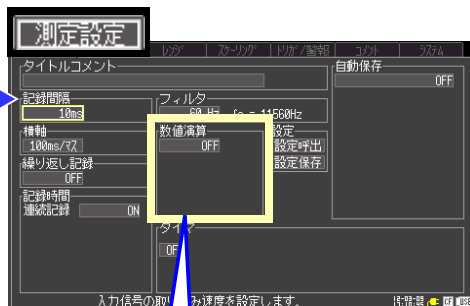 測定設定
レンジ スケーリング トリガ/警報 コメント システム
タイトルコメント
自動保存
OFF
記録間隔
10ms
フィルタ
60 Hz fc = 11560Hz
横軸
100ms/マス
数値演算
OFF
設定
設定呼出
設定保存
繰り返し記録
OFF
記録時間
連続記録 ON
タイマ
入力信号の取り込み速度を設定します。